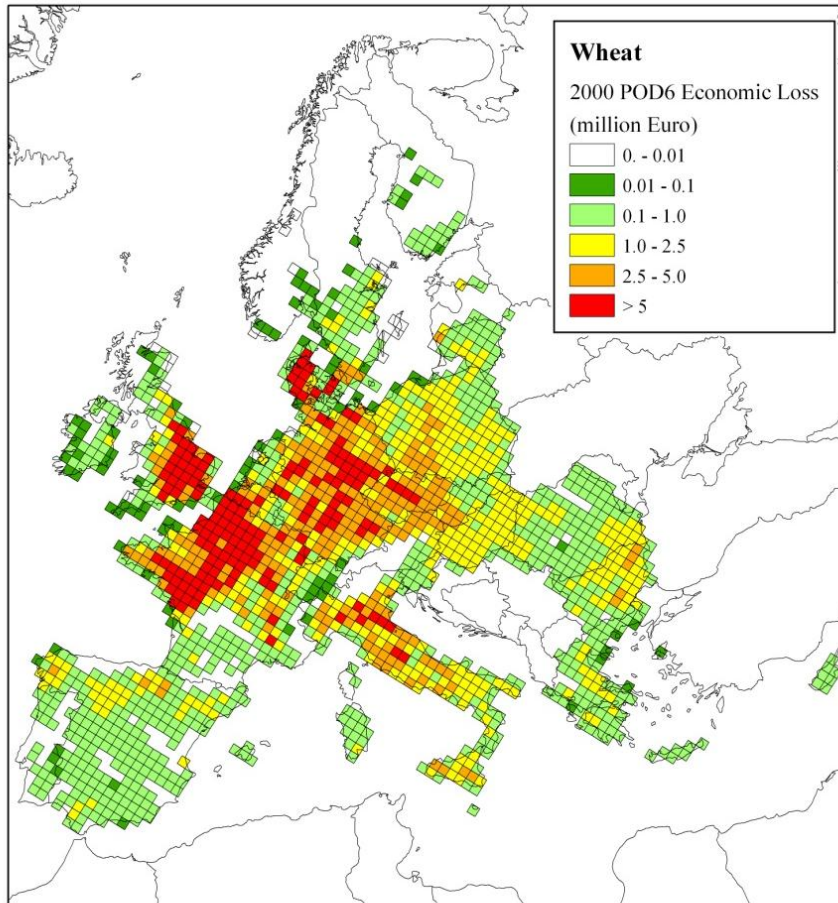 Wheat
2000 POD6 Economic Loss
(million Euro)
0. - 0.01
0.01 - 0.1
0.1 - 1.0
1.0 - 2.5
2.5 - 5.0
> 5